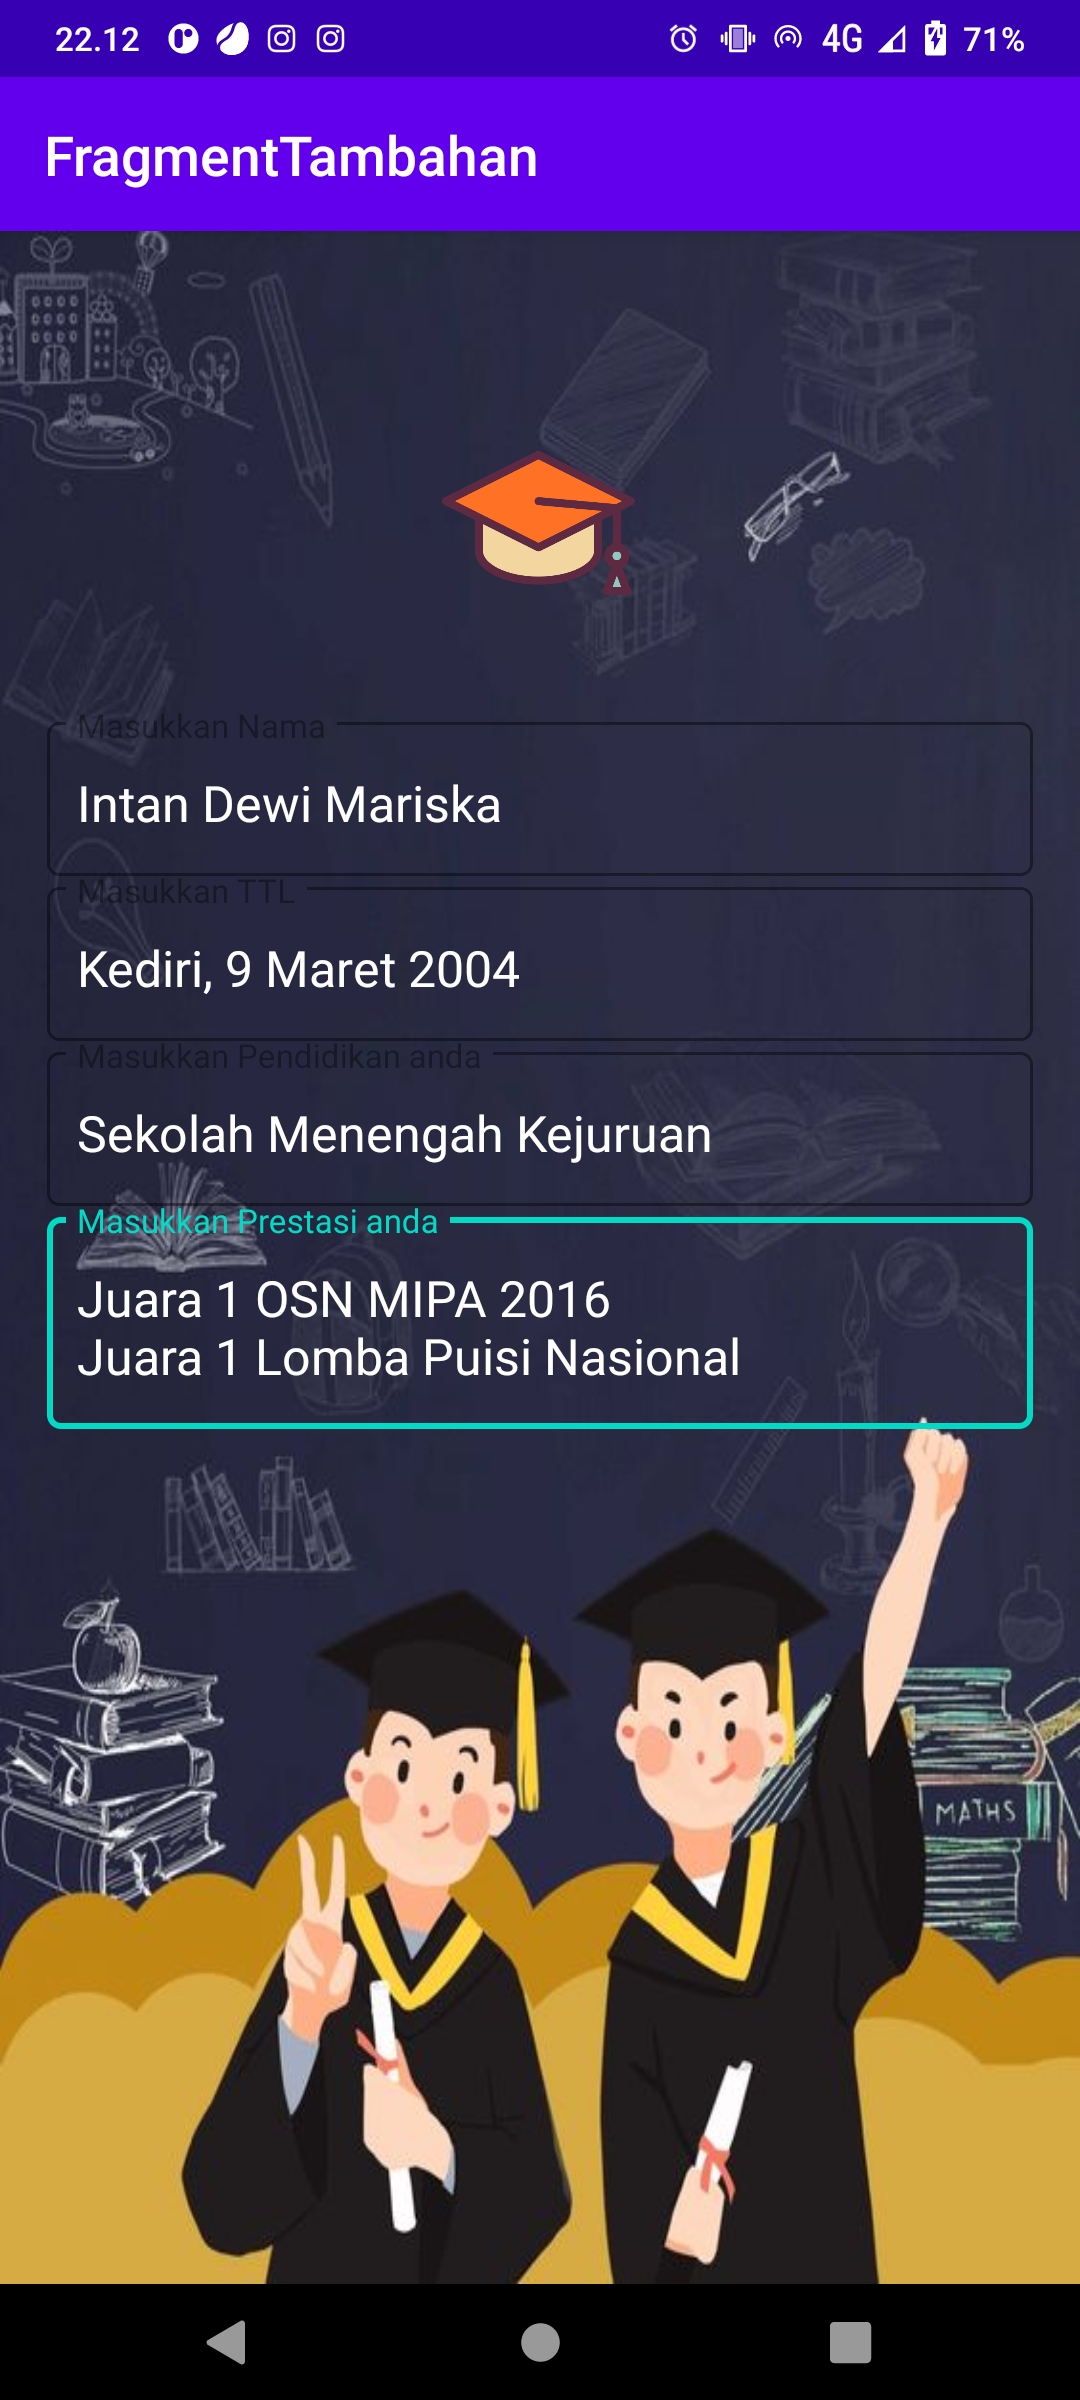 22.12
4G
71%
FragmentTambahan
Masukkan Nama
Intan Dewi Mariska
Masukkan TTL
Kediri, 9 Maret 2004
Masukkan Pendidikan anda
Sekolah Menengah Kejuruan
Masukkan Prestasi anda
Juara 1 OSN MIPA 2016
Juara 1 Lomba Puisi Nasional
MATHS